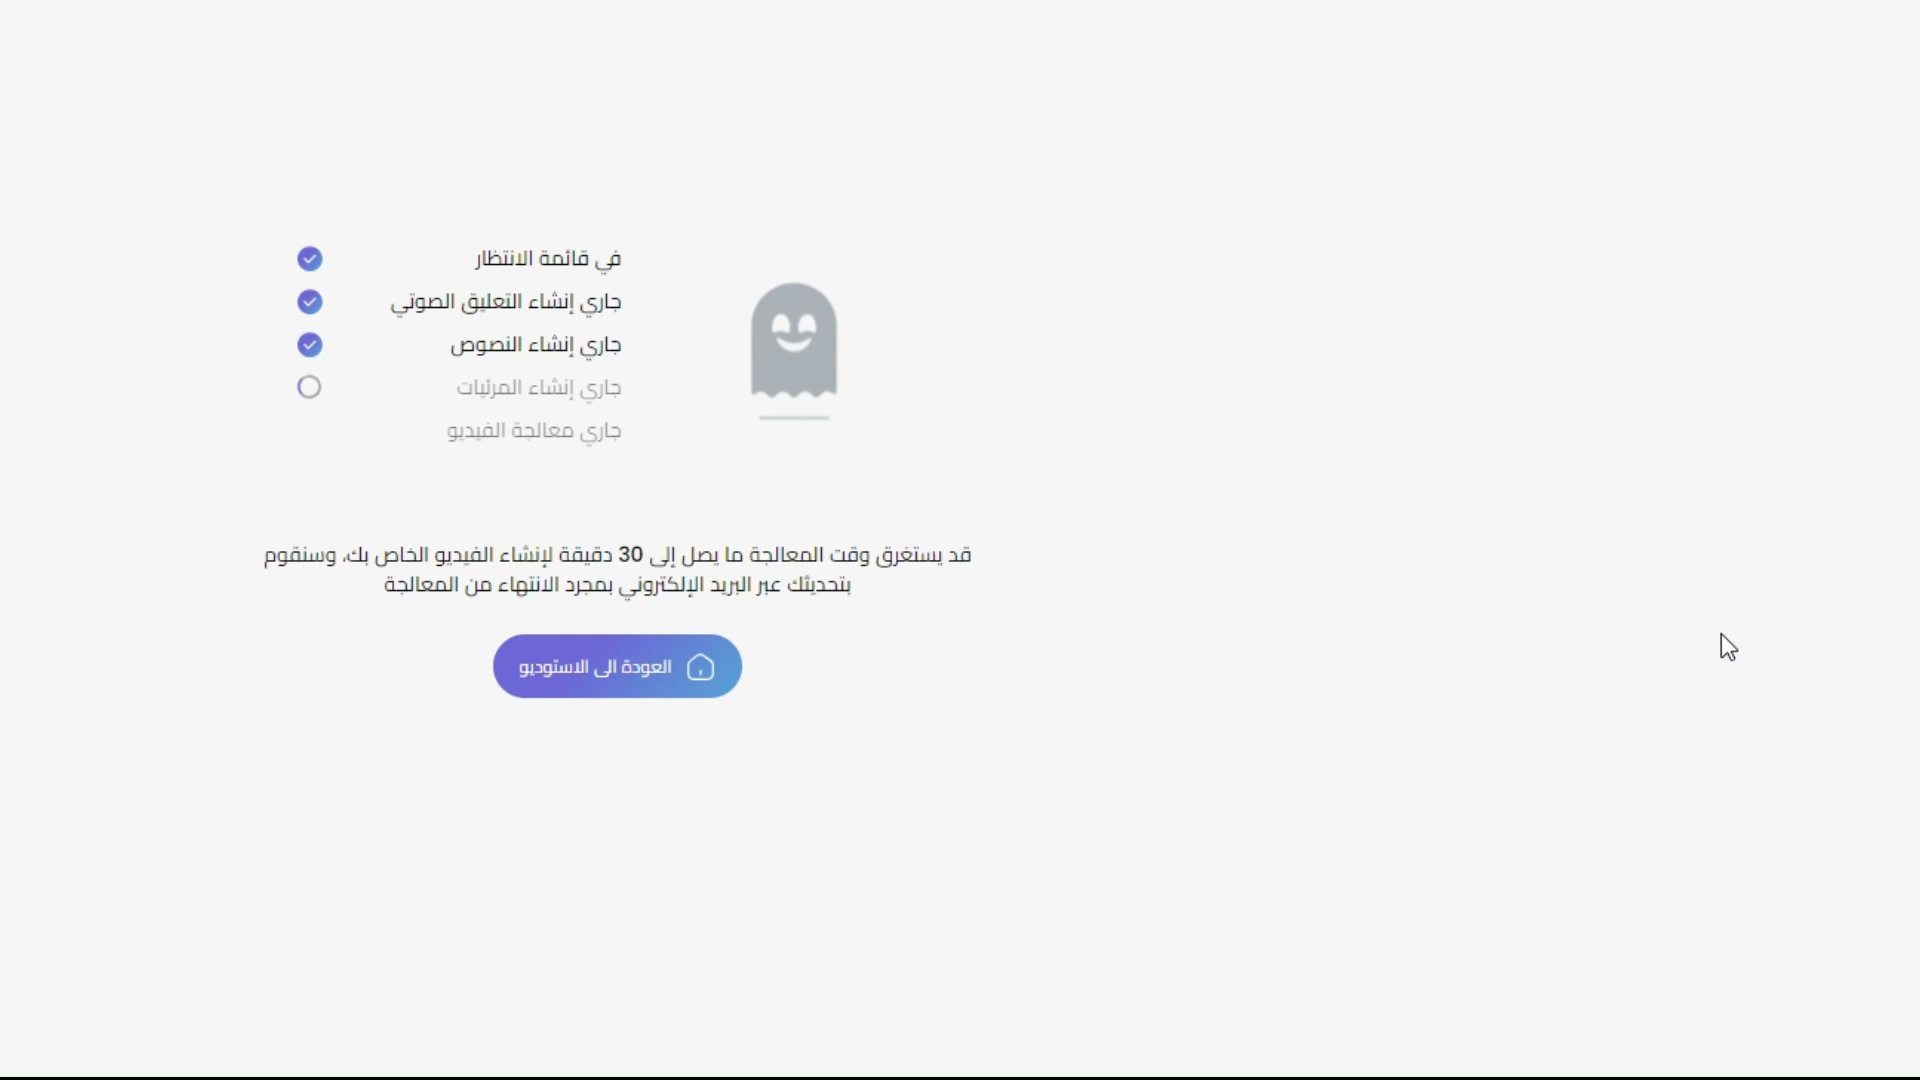 في قائمة الانتظار
جاري إنشاء التعليق الصوتي
جاري إنشاء النصوص
جاري إنشاء المرئيات
جاري معالجة الفيديو
قد يستغرق وقت المعالجة ما يصل إلى 30 دقيقة لإنشاء الفيديو الخاص بك، وسنقوم
بتحديثك عبر البريد الإلكتروني بمجرد الانتهاء من المعالجة
العودة الى الاستوديو